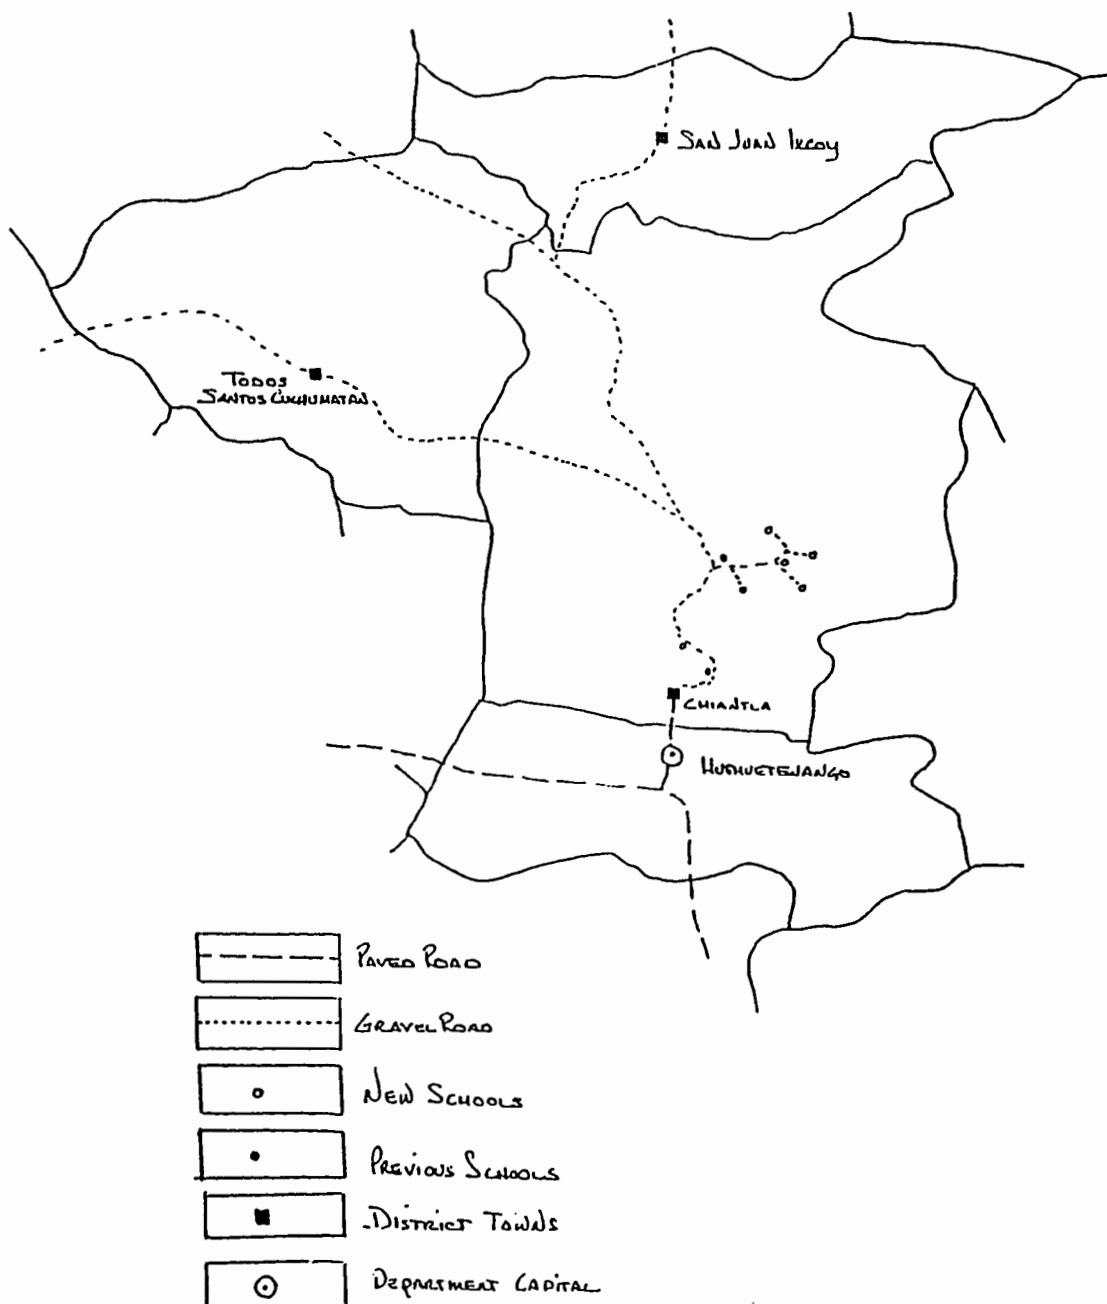 SAN JUAN IXCOY
TODOS
SANTOS CUCHUMATAN
CHIANTLA
HUEHUETENANGO
PAVED ROAD
GRAVEL ROAD
NEW SCHOOLS
PREVIOUS SCHOOLS
DISTRICT TOWNS
DEPARTMENT CAPITAL